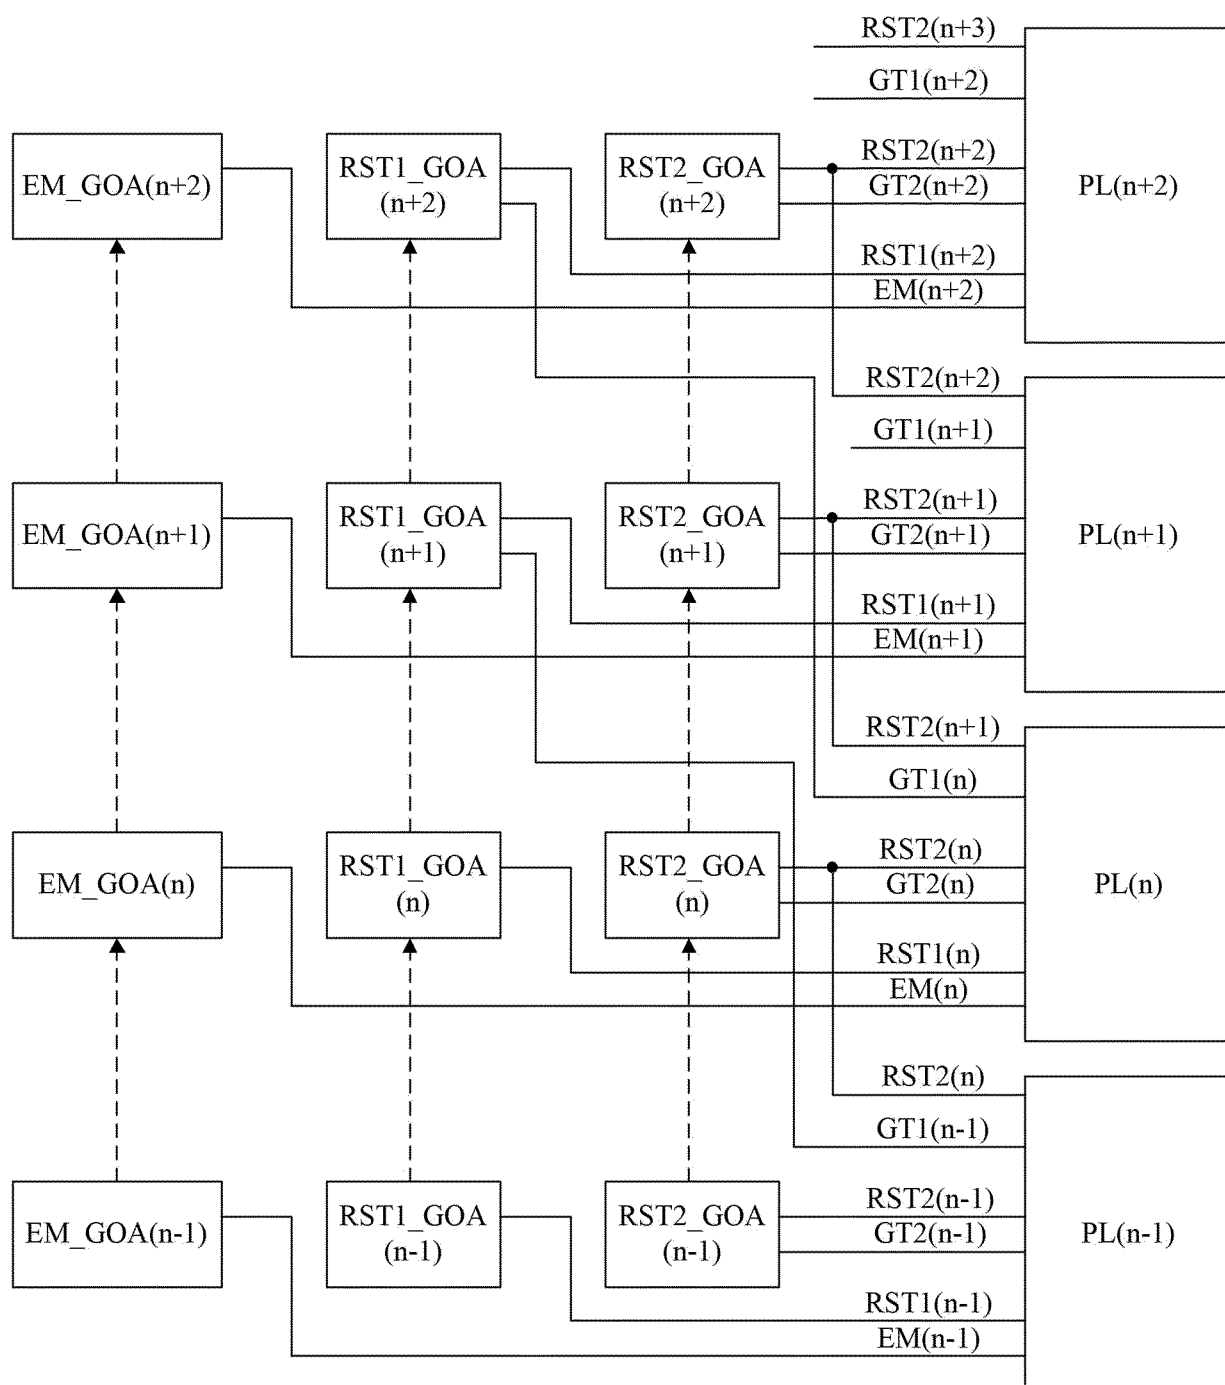 RST2(n+3)
GT1(n+2)
EM_GOA(n+2)
RST1_GOA
(n+2)
RST2_GOA
(n+2)
RST2(n+2)
GT2(n+2)
PL(n+2)
RST1(n+2)
EM(n+2)
RST2(n+2)
GT1(n+1)
EM_GOA(n+1)
RST1_GOA
(n+1)
RST2_GOA
(n+1)
RST2(n+1)
GT2(n+1)
PL(n+1)
RST1(n+1)
EM(n+1)
RST2(n+1)
GT1(n)
EM_GOA(n)
RST1_GOA
(n)
RST2_GOA
(n)
RST2(n)
GT2(n)
PL(n)
RST1(n)
EM(n)
RST2(n)
GT1(n-1)
EM_GOA(n-1)
RST1_GOA
(n-1)
RST2_GOA
(n-1)
RST2(n-1)
GT2(n-1)
PL(n-1)
RST1(n-1)
EM(n-1)